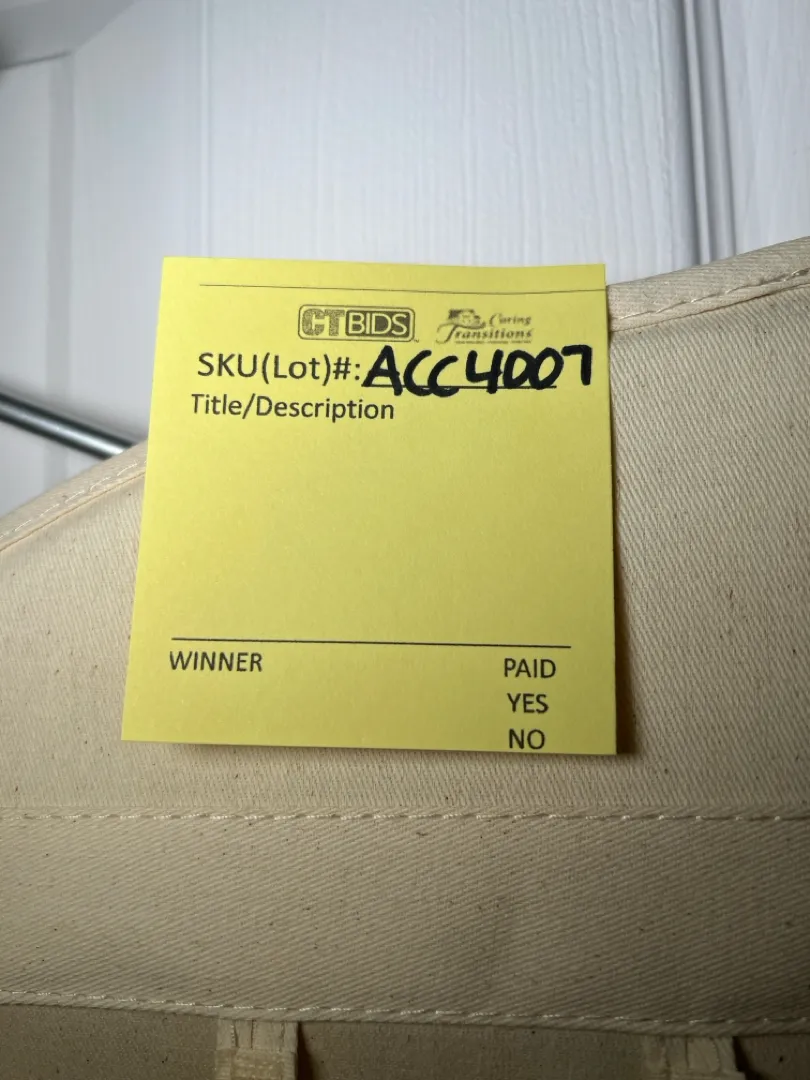 CTBIDS Caring
Transitions
SKU(Lot)#: ACC4007
Title/Description
WINNER PAID
YES
NO